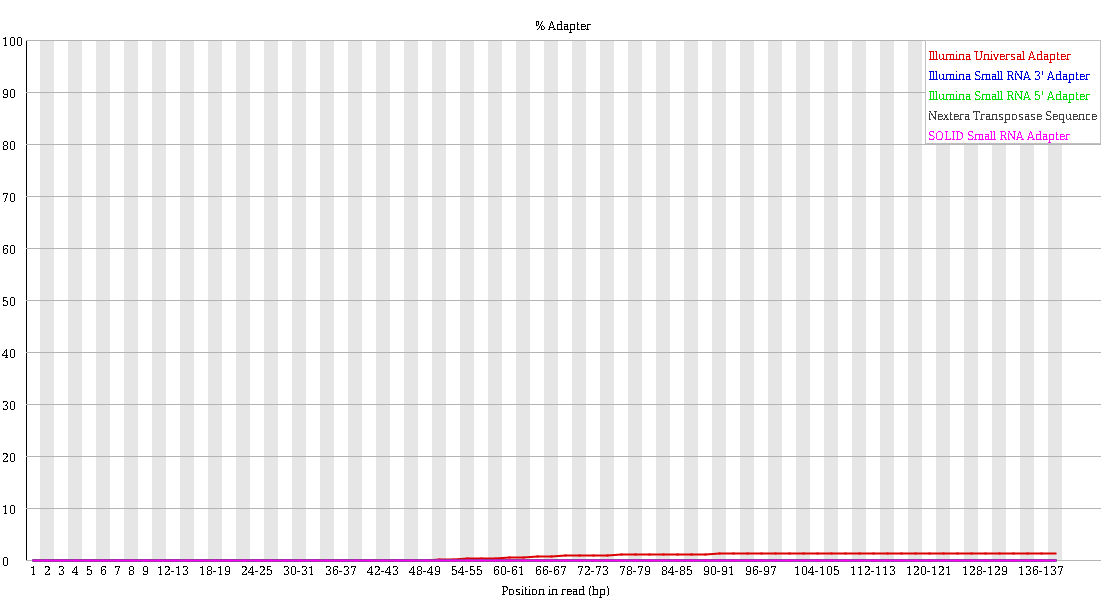 % Adapter
100
90
80
70
60
50
40
30
20
10
0
Illumina Universal Adapter
Illumina Small RNA 3' Adapter
Illumina Small RNA 5' Adapter
Nextera Transposase Sequence
SOLID Small RNA Adapter
1 2 3 4 5 6 7 8 9 12-13 18-19 24-25 30-31 36-37 42-43 48-49 54-55 60-61 66-67 72-73 78-79 84-85 90-91 96-97 104-105 112-113 120-121 128-129 136-137
Position in read (bp)